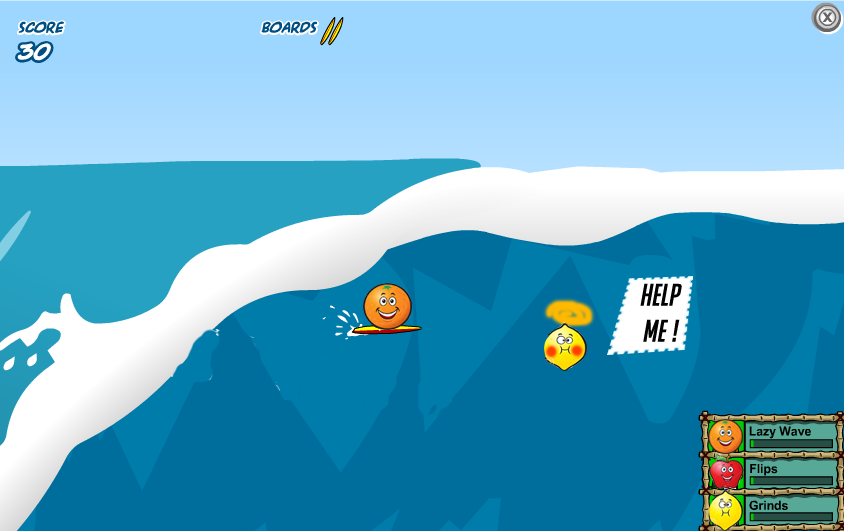 SCORE
30
BOARDS
HELP
ME !
Lazy Wave
Flips
Grinds